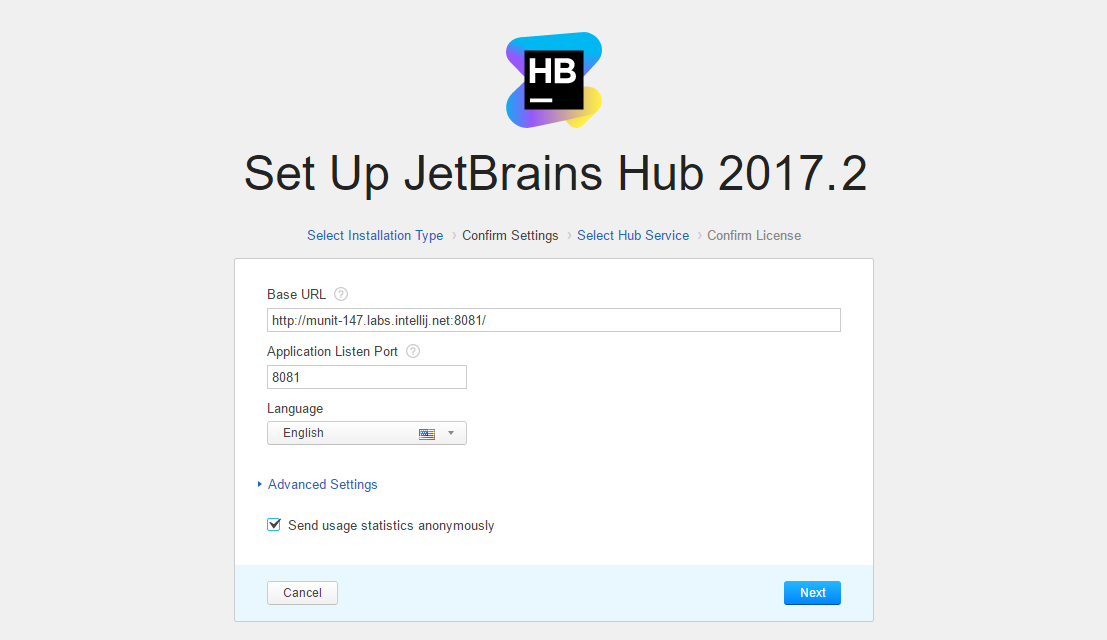 HB
Set Up JetBrains Hub 2017.2
Select Installation Type › Confirm Settings › Select Hub Service › Confirm License
Base URL ?
http://munit-147.labs.intellij.net:8081/
Application Listen Port ?
8081
Language
English
Advanced Settings
Send usage statistics anonymously
Cancel Next